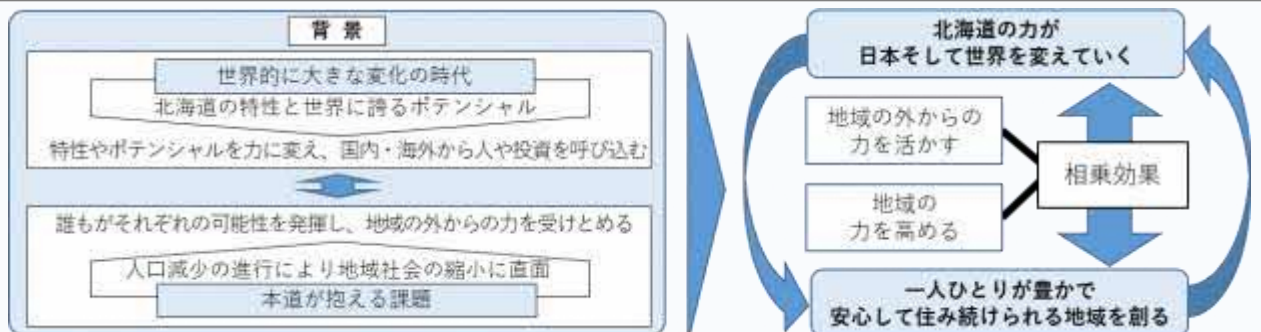 背 景
世界的に大きな変化の時代
北海道の特性と世界に誇るポテンシャル
特性やポテンシャルを力に変え、国内・海外から人や投資を呼び込む
誰もがそれぞれの可能性を発揮し、地域の外からの力を受けとめる
人口減少の進行により地域社会の縮小に直面
本道が抱える課題
北海道の力が
日本そして世界を変えていく
地域の外からの
力を活かす
相乗効果
地域の
力を高める
一人ひとりが豊かで
安心して住み続けられる地域を創る